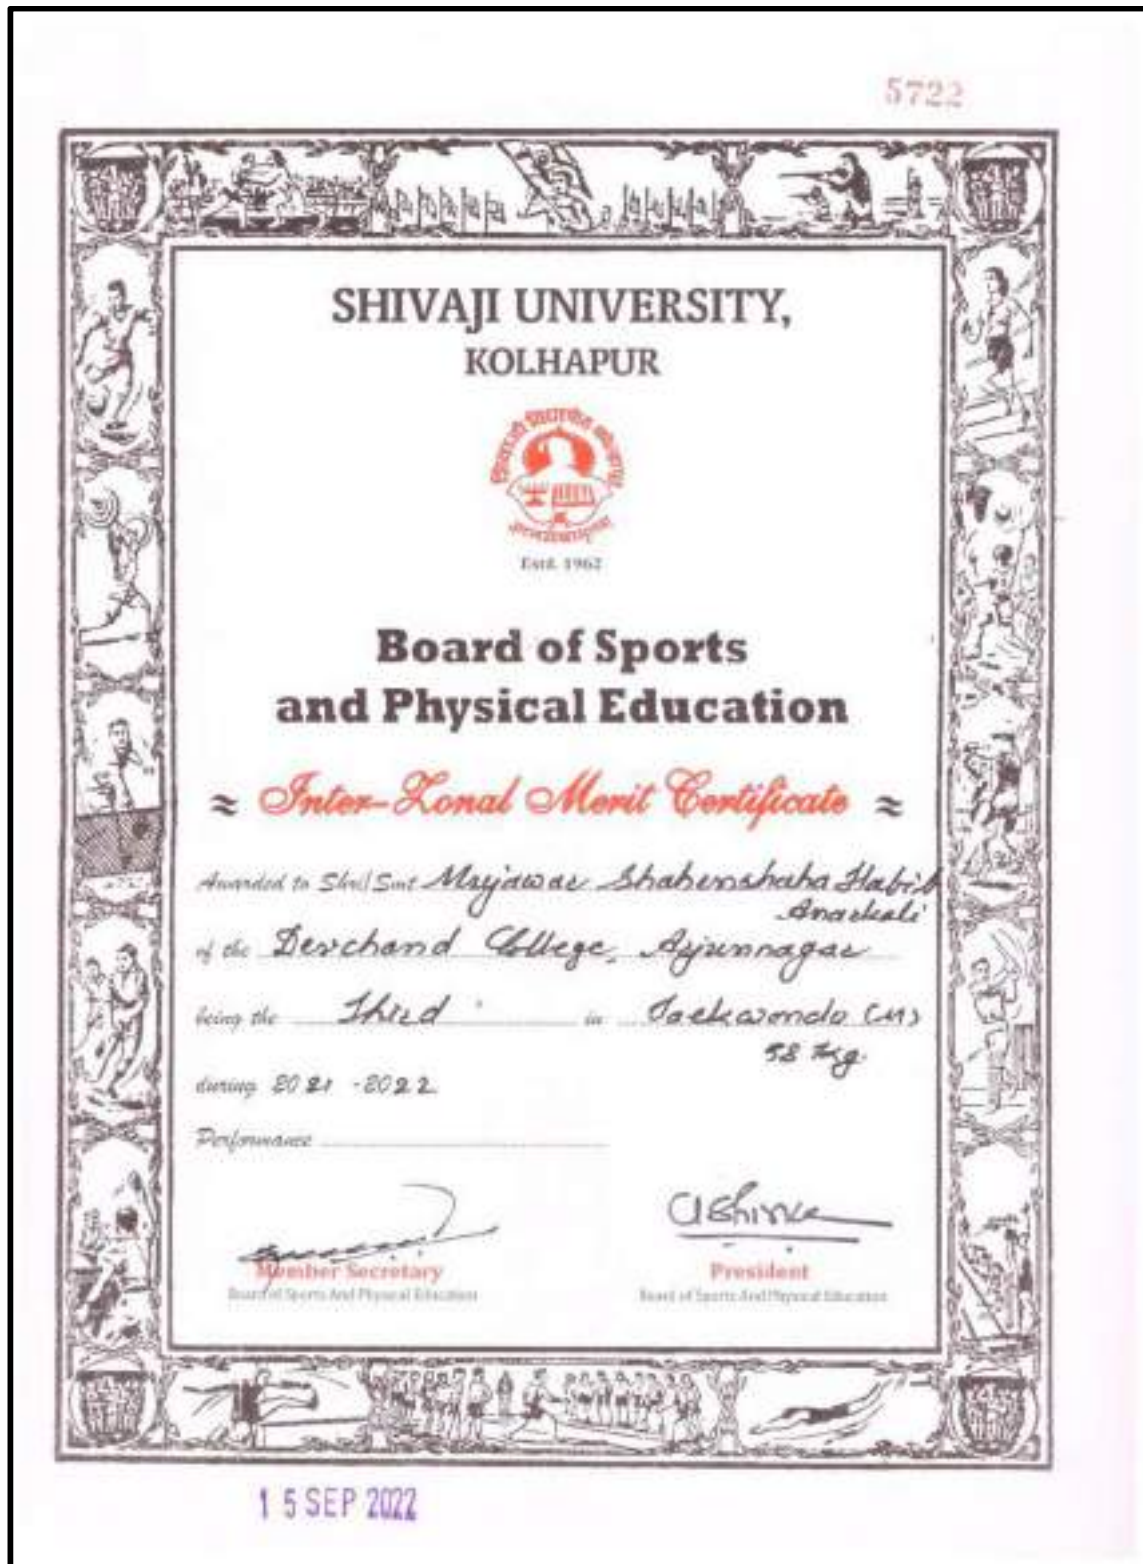 5722
SHIVAJI UNIVERSITY,
KOLHAPUR
Estd. 1962
Board of Sports
and Physical Education
≈ Inter-Zonal Merit Certificate ≈
Awarded to Shri/Smt Mujawar Shahenshaha Habib
Anarkali
of the Devchand College, Arjunnagar
being the Third in Taekwondo (M)
58 kg.
during 2021-2022
Performance
Member Secretary
Board of Sports And Physical Education
President
Board of Sports And Physical Education
15 SEP 2022